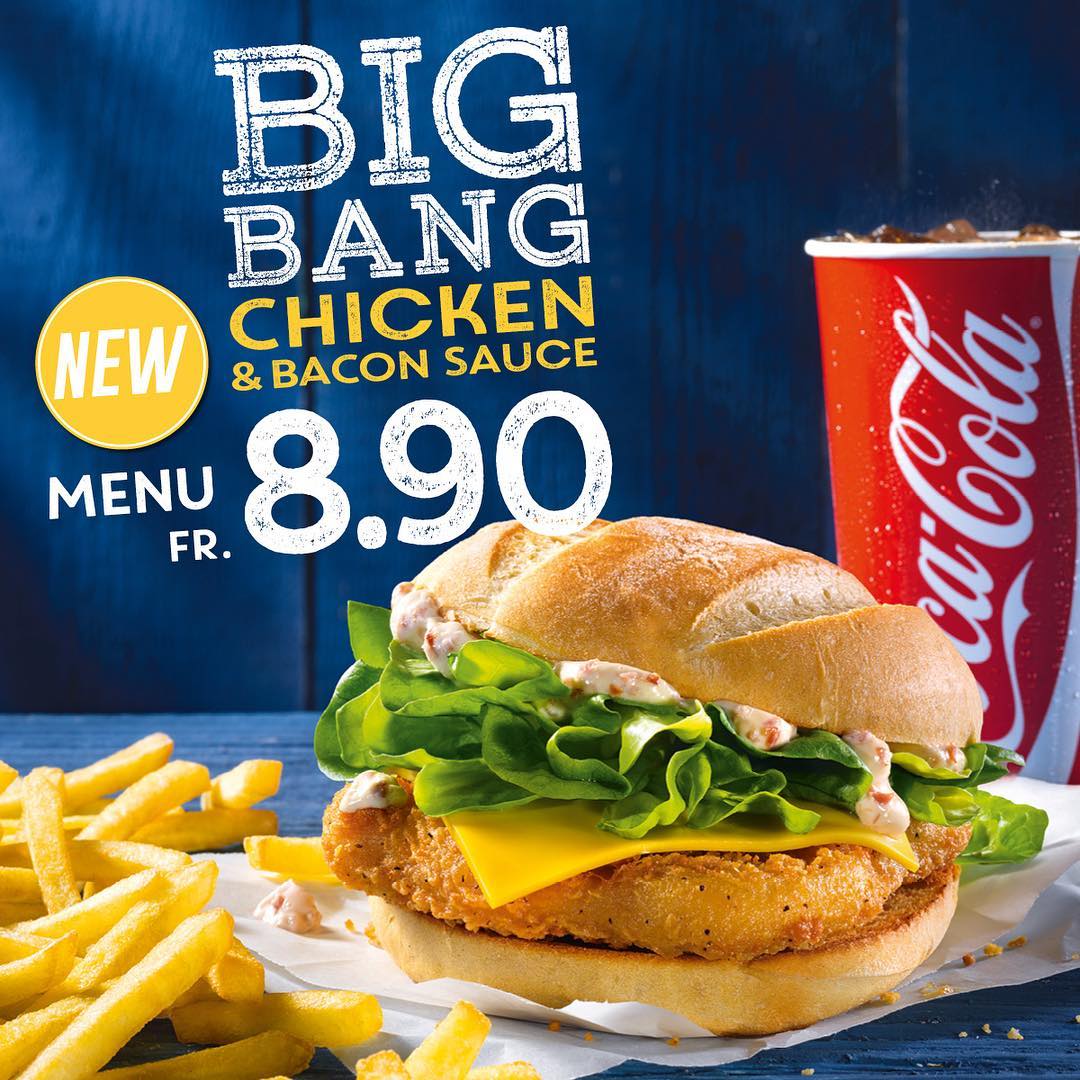 BIG
BANG
CHICKEN
& BACON SAUCE
NEW
MENU
FR. 8.90
Coca-Cola